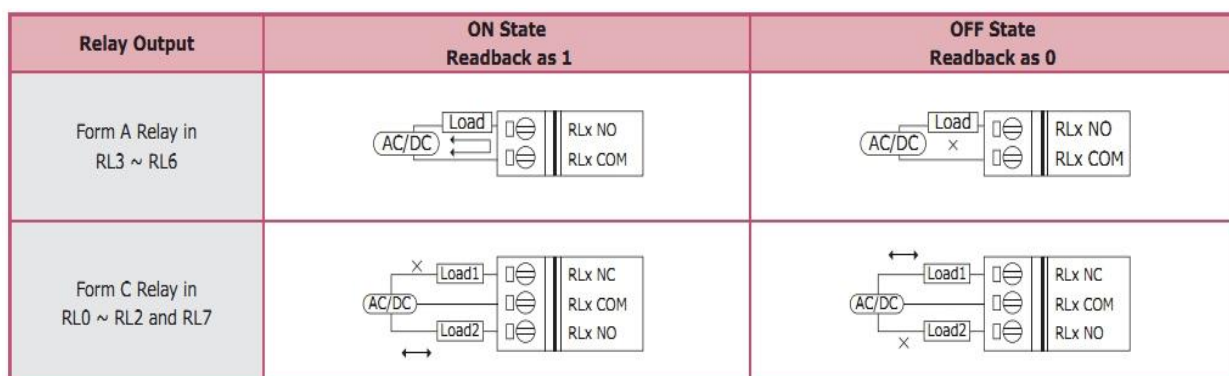 Relay Output
ON State
Readback as 1
OFF State
Readback as 0
Form A Relay in
RL3 ~ RL6
Load
AC/DC
RLx NO
RLx COM
Load
AC/DC
×
RLx NO
RLx COM
Form C Relay in
RL0 ~ RL2 and RL7
×
Load1
RLx NC
AC/DC
RLx COM
Load2
RLx NO
Load1
RLx NC
AC/DC
RLx COM
Load2
RLx NO
×